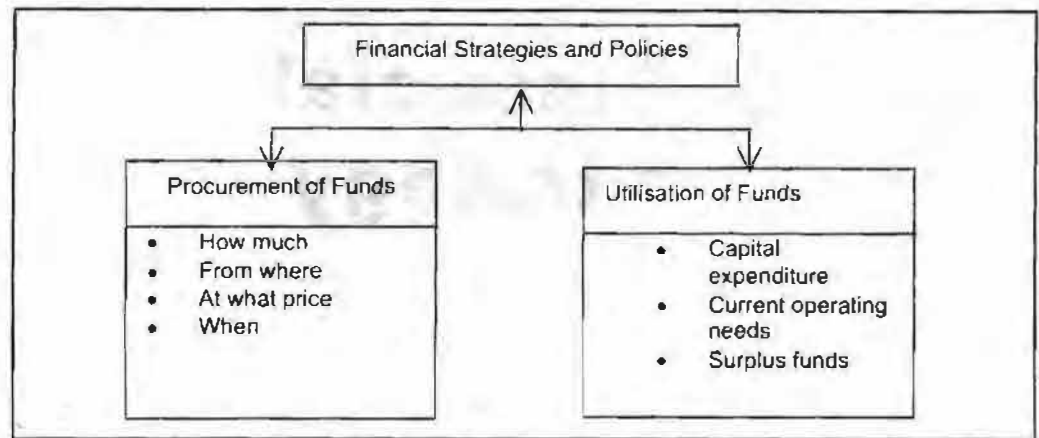 Financial Strategies and Policies
Procurement of Funds
• How much
• From where
• At what price
• When
Utilisation of Funds
• Capital
expenditure
• Current operating
needs
• Surplus funds